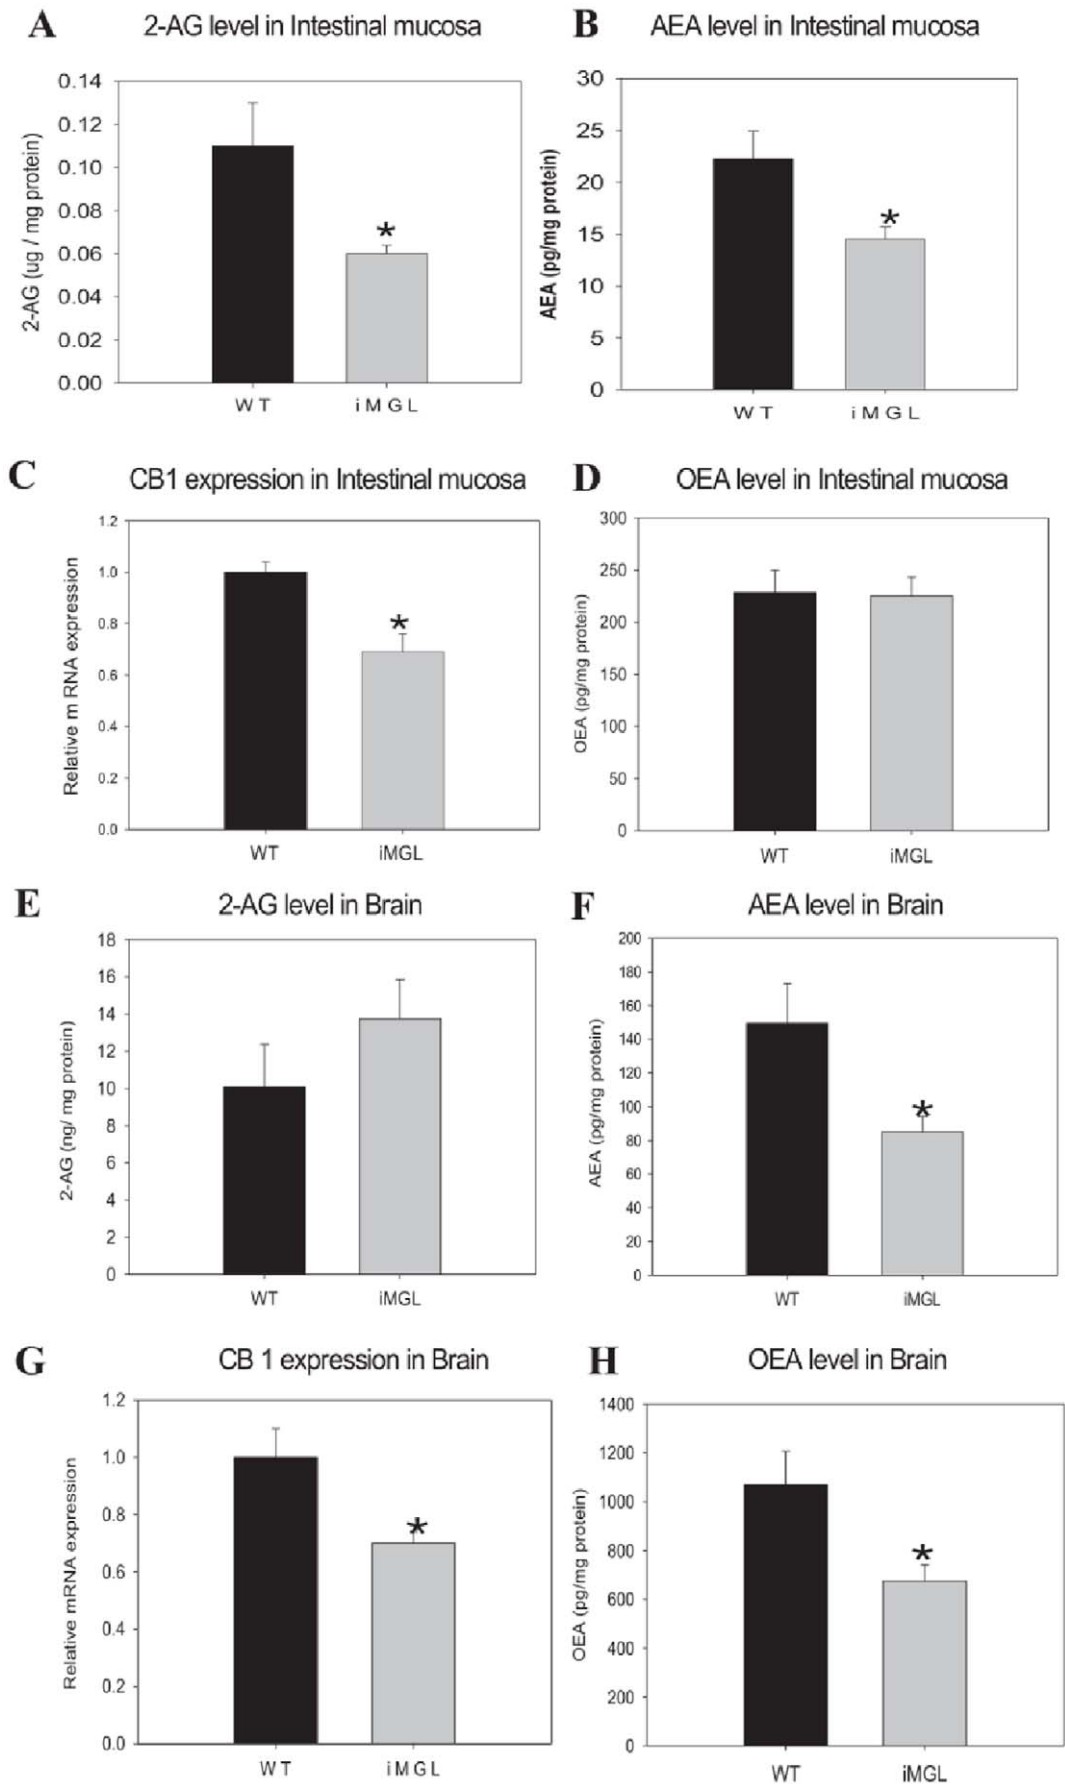 A 2-AG level in Intestinal mucosa
2-AG (ug / mg protein)
0.14
0.12
0.10
0.08
0.06
0.04
0.02
0.00
*
WT iMGL
B AEA level in Intestinal mucosa
AEA (pg/mg protein)
30
25
20
15
10
5
0
*
WT iMGL
C CB1 expression in Intestinal mucosa
Relative m RNA expression
1.2
1.0
0.8
0.6
0.4
0.2
0.0
*
WT iMGL
D OEA level in Intestinal mucosa
OEA (pg/mg protein)
300
250
200
150
100
50
0
WT iMGL
E 2-AG level in Brain
2-AG (ng/ mg protein)
18
16
14
12
10
8
6
4
2
0
WT iMGL
F AEA level in Brain
AEA (pg/mg protein)
200
180
160
140
120
100
80
60
40
20
0
*
WT iMGL
G CB 1 expression in Brain
Relative mRNA expression
1.2
1.0
0.8
0.6
0.4
0.2
0.0
*
WT iMGL
H OEA level in Brain
OEA (pg/mg protein)
1400
1200
1000
800
600
400
200
0
*
WT iMGL